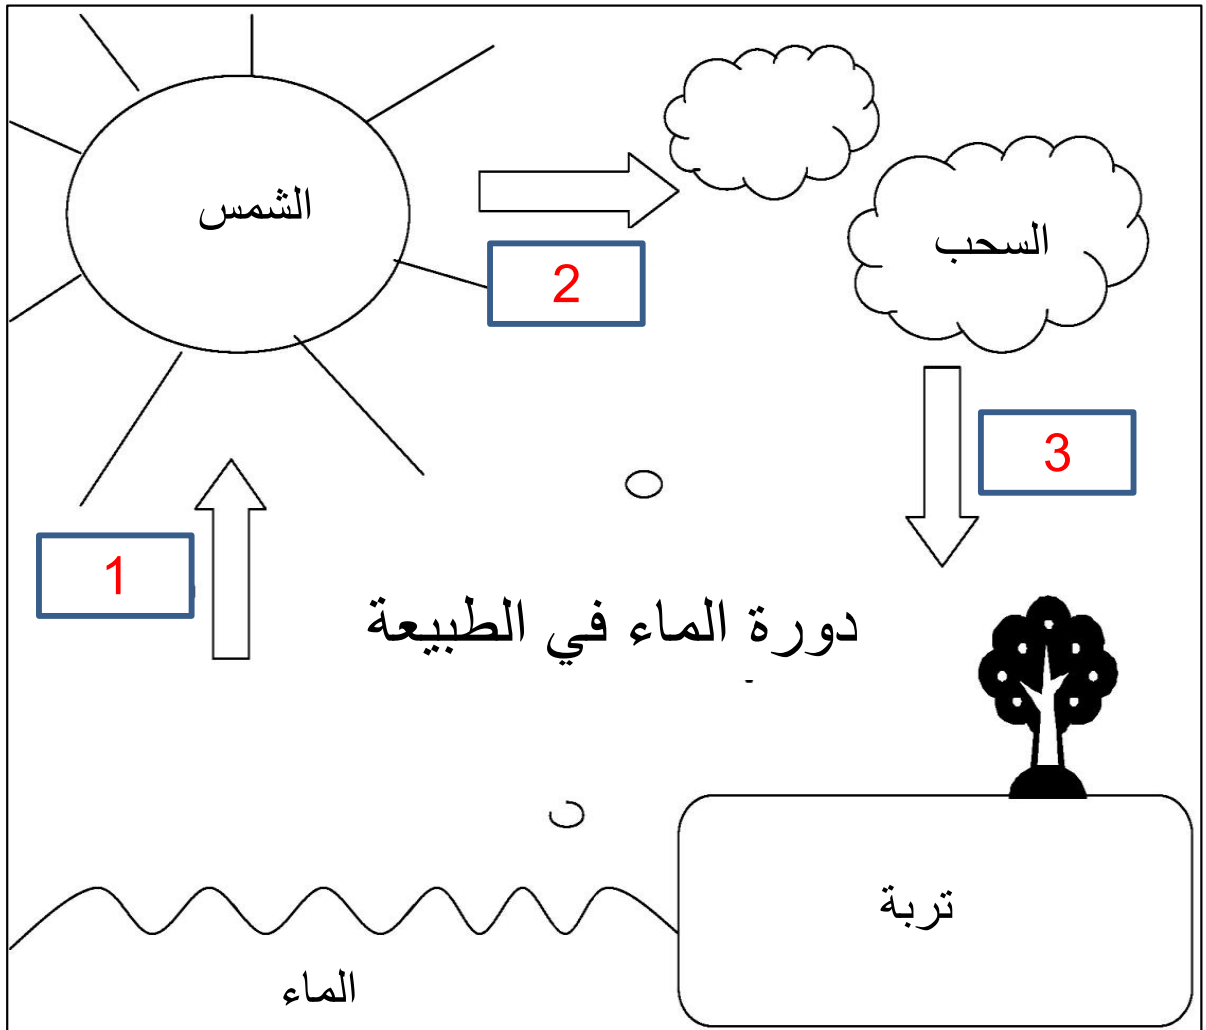 الشمس
السحب
2
3
1
دورة الماء في الطبيعة
تربة
الماء